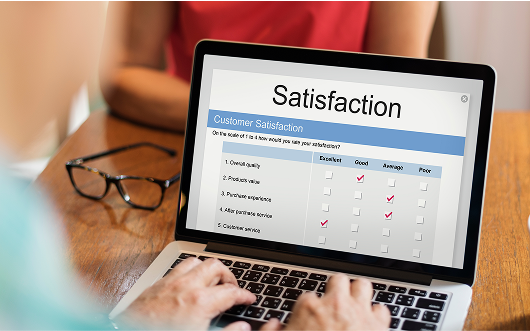 Satisfaction
Customer Satisfaction
On the scale of 1 to 4 how would you rate your satisfaction?
Excellent Good Average Poor
1. Overall quality
2. Products value
3. Purchase experience
4. After purchase service
5. Customer service